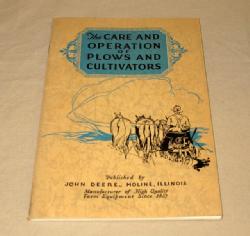 The CARE AND
OPERATION OF
PLOWS AND
CULTIVATORS
Published by
JOHN DEERE, MOLINE, ILLINOIS
Manufacturer of High Quality
Farm Equipment Since 1837